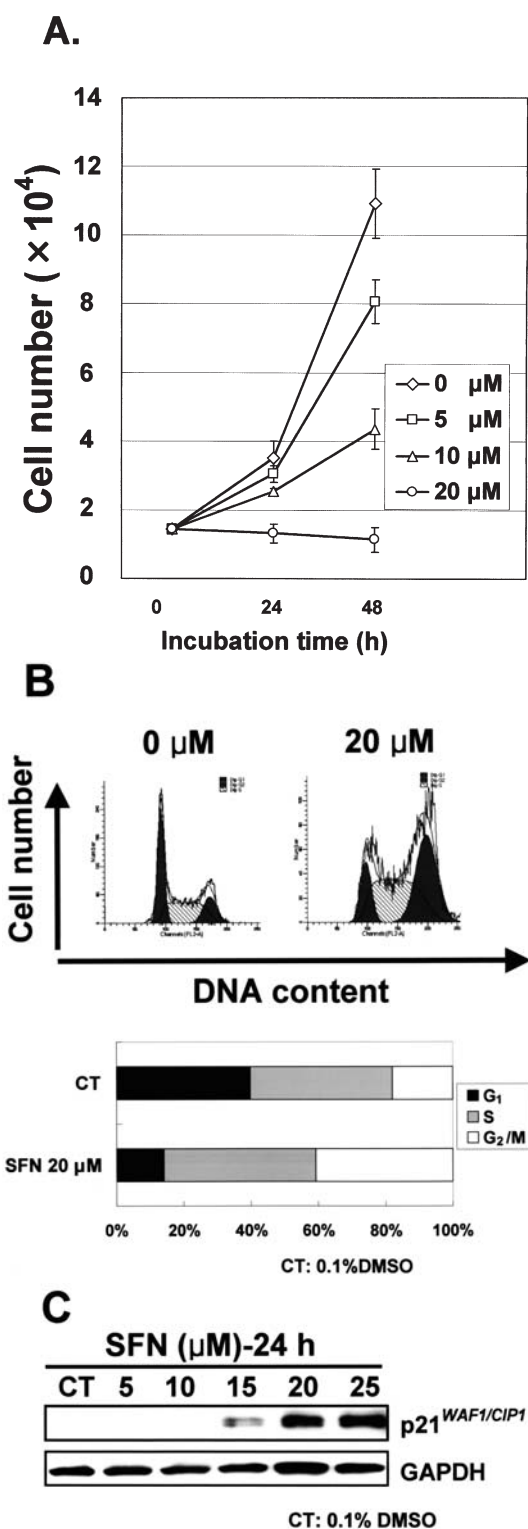 A.
14
12
10
8
6
4
2
0
Cell number (×10⁴)
0 µM
5 µM
10 µM
20 µM
0 24 48
Incubation time (h)
B
0 µM 20 µM
Cell number
DNA content
CT
SFN 20 µM
G₁
S
G₂/M
0% 20% 40% 60% 80% 100%
CT: 0.1%DMSO
C
SFN (µM)-24 h
CT 5 10 15 20 25
p21WAF1/CIP1
GAPDH
CT: 0.1% DMSO